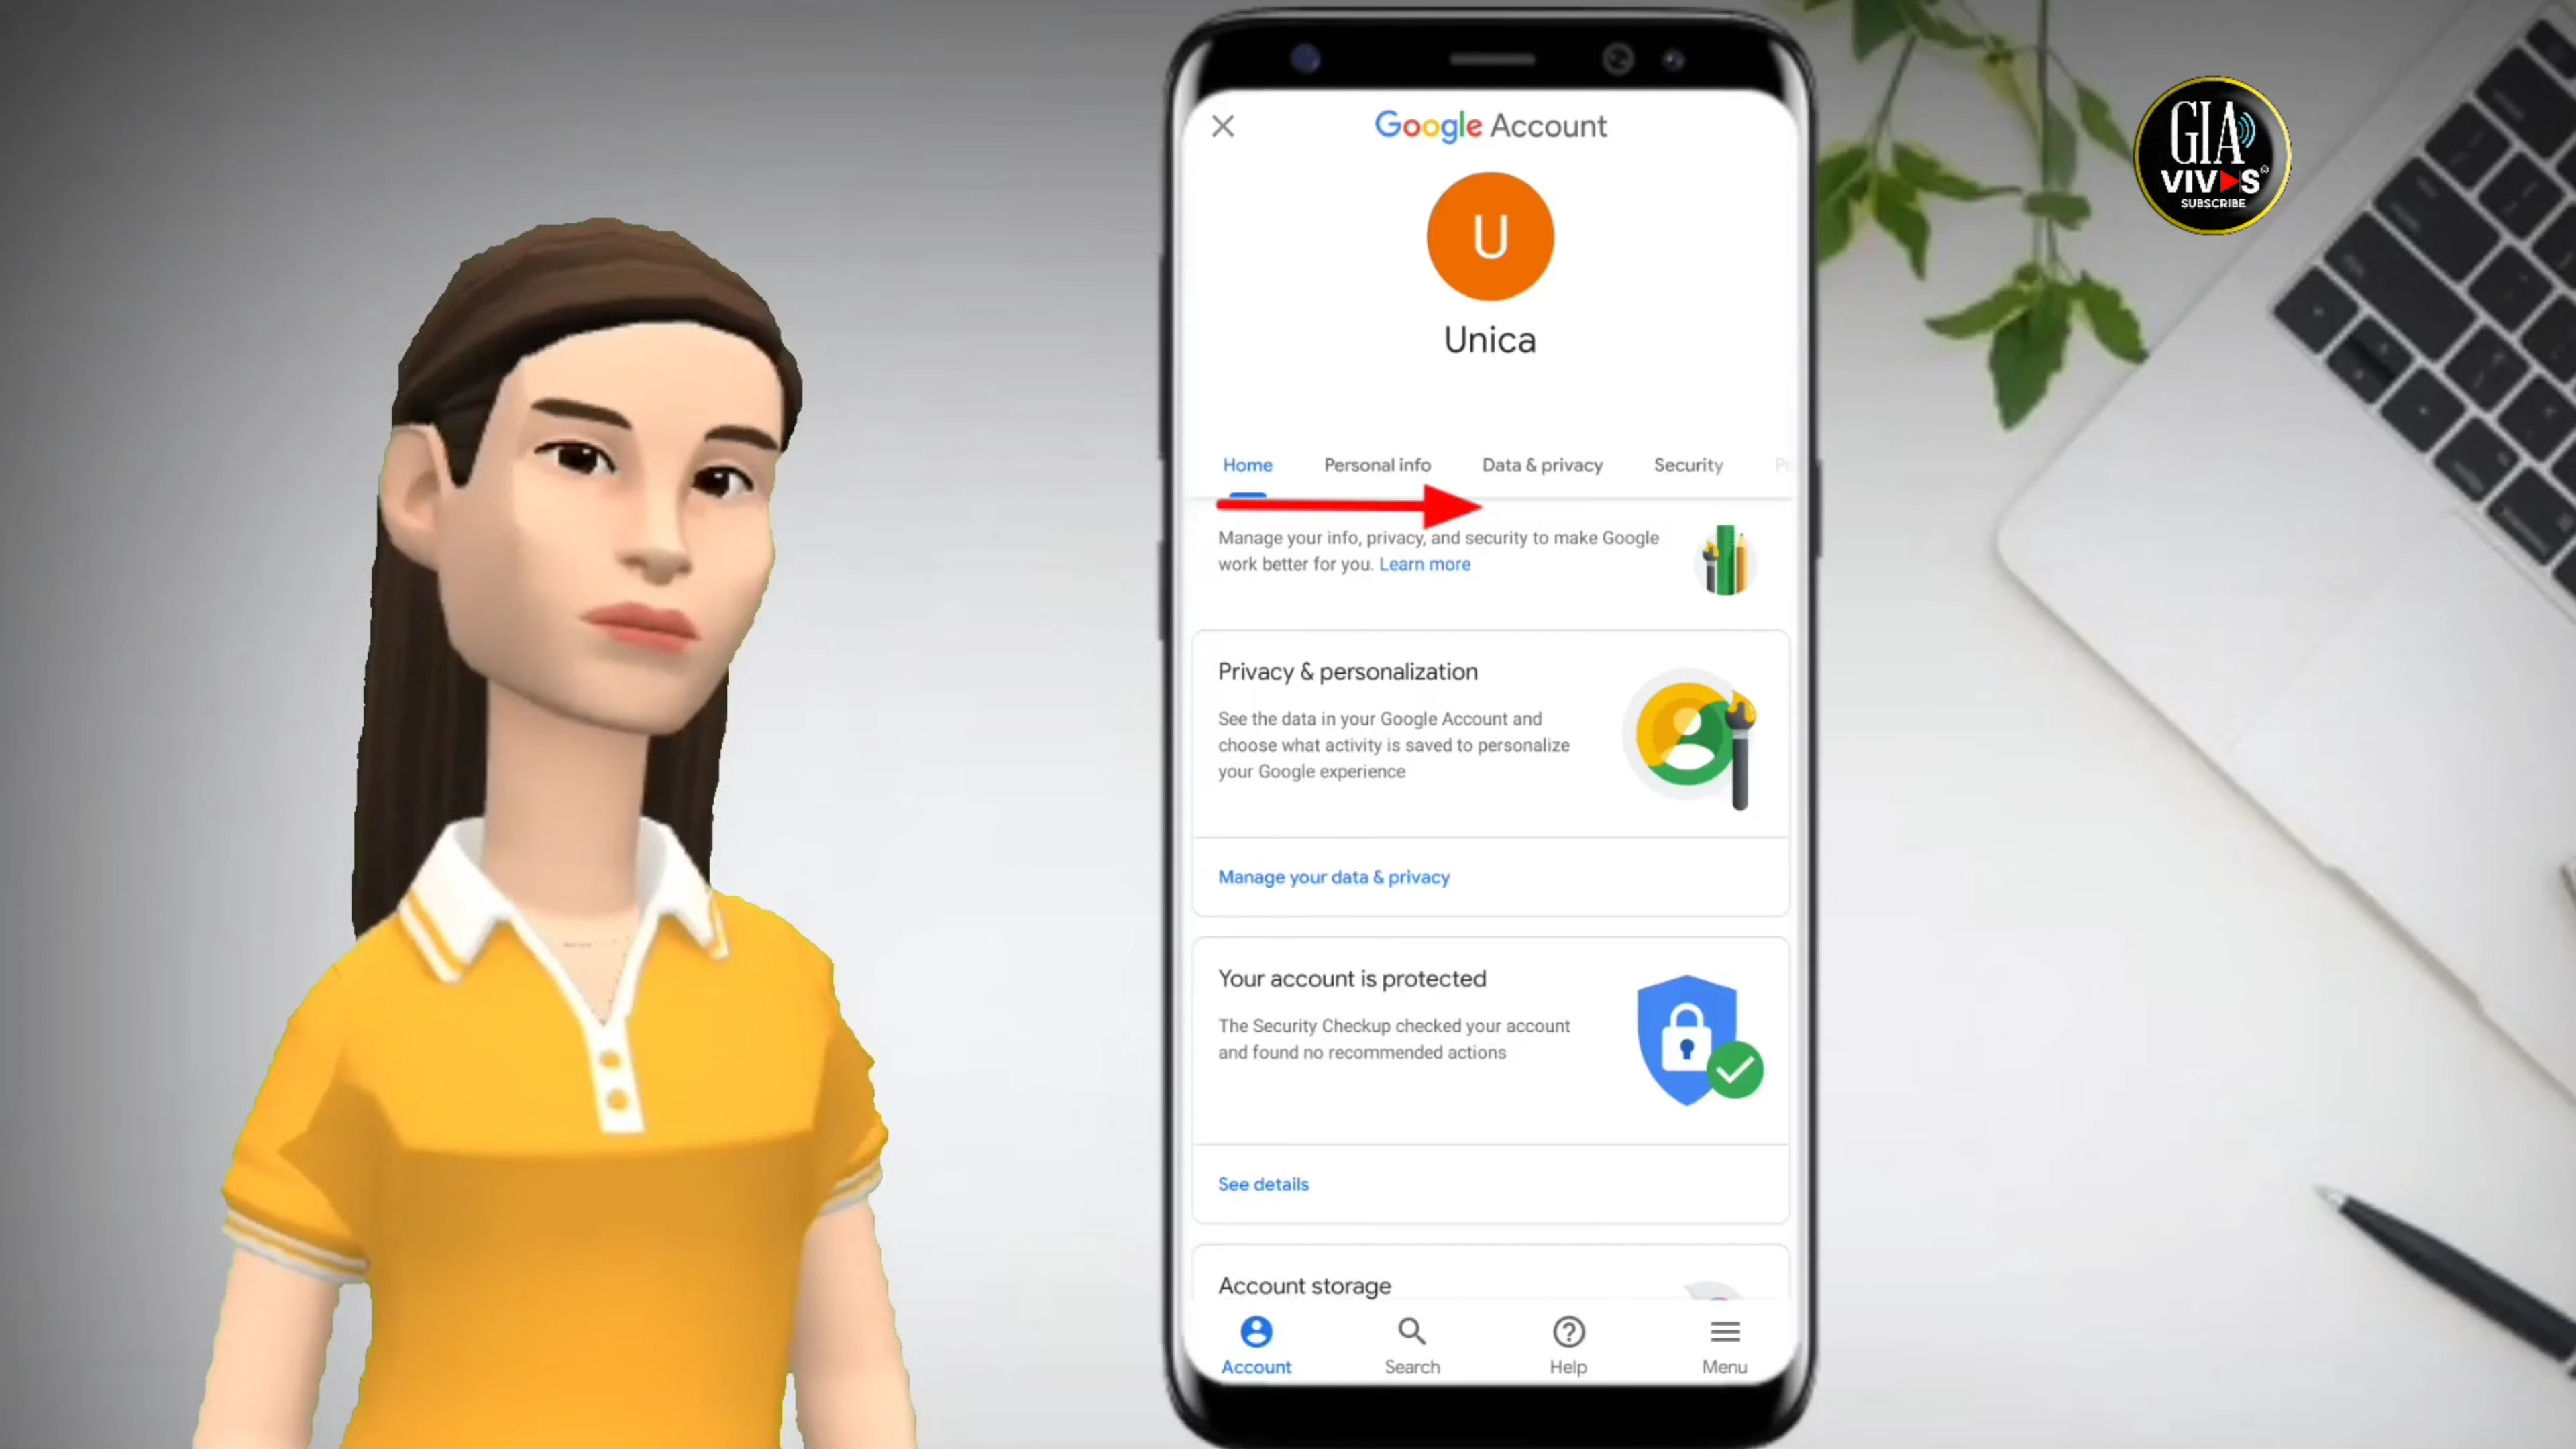 Google Account
U
Unica
Home Personal info Data & privacy Security
Manage your info, privacy, and security to make Google
work better for you. Learn more
Privacy & personalization
See the data in your Google Account and
choose what activity is saved to personalize
your Google experience
Manage your data & privacy
Your account is protected
The Security Checkup checked your account
and found no recommended actions
See details
Account storage
Account Search Help Menu
GIA
VIVAS
SUBSCRIBE